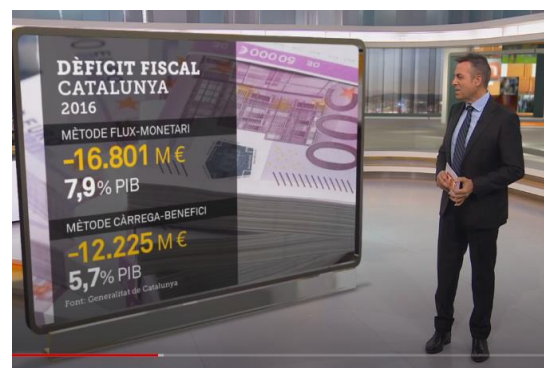 DÈFICIT FISCAL
CATALUNYA
2016
MÈTODE FLUX-MONETARI
-16.801 M €
7,9% PIB
MÈTODE CÀRREGA-BENEFICI
-12.225 M €
5,7% PIB
Font: Generalitat de Catalunya
500